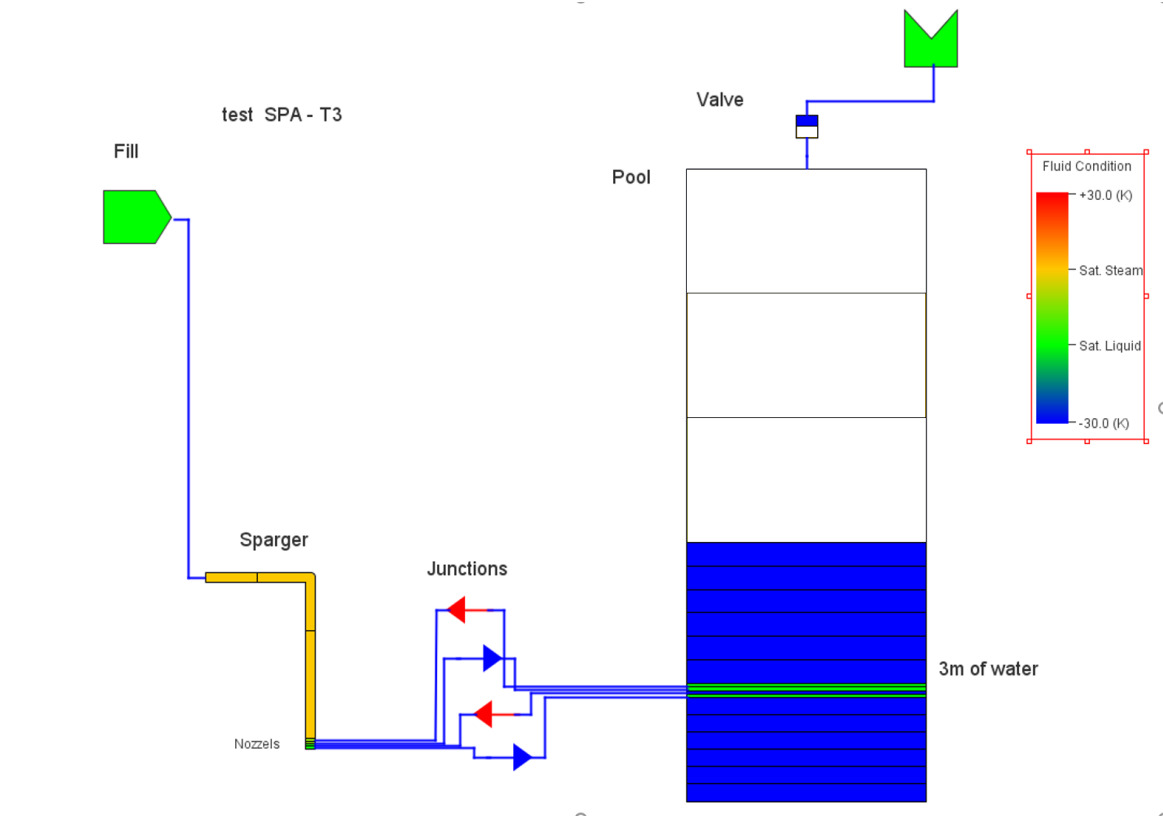 Valve
test SPA - T3
Fill
Pool
Fluid Condition
+30.0 (K)
Sat. Steam
Sat. Liquid
-30.0 (K)
Sparger
Junctions
3m of water
Nozzels